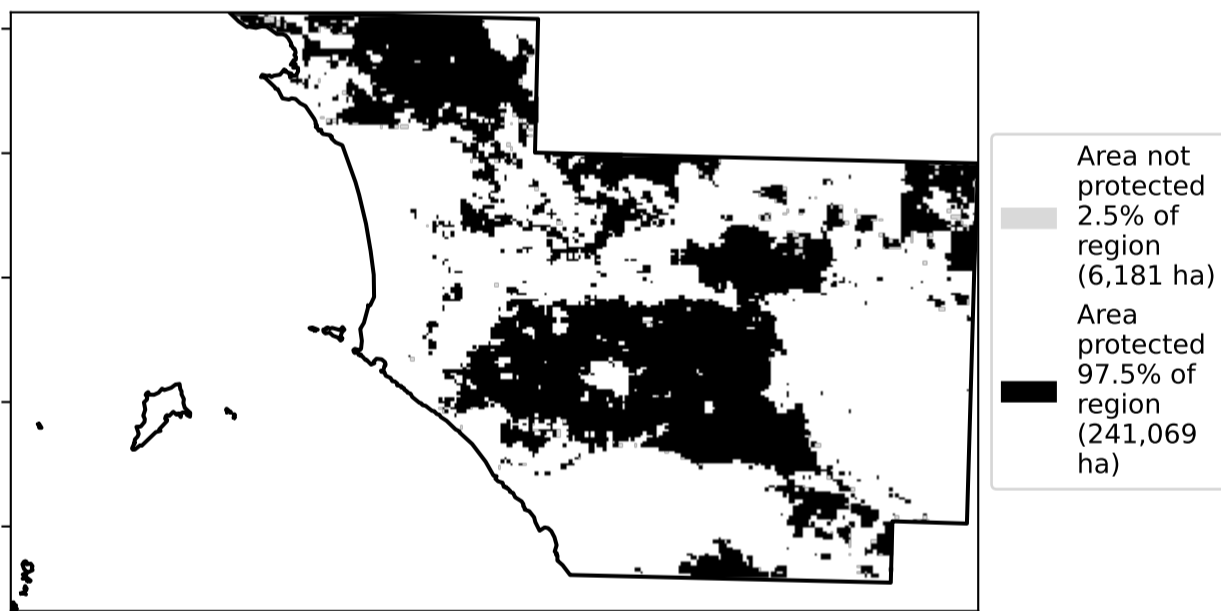 Area not
protected
2.5% of
region
(6,181 ha)
Area
protected
97.5% of
region
(241,069
ha)